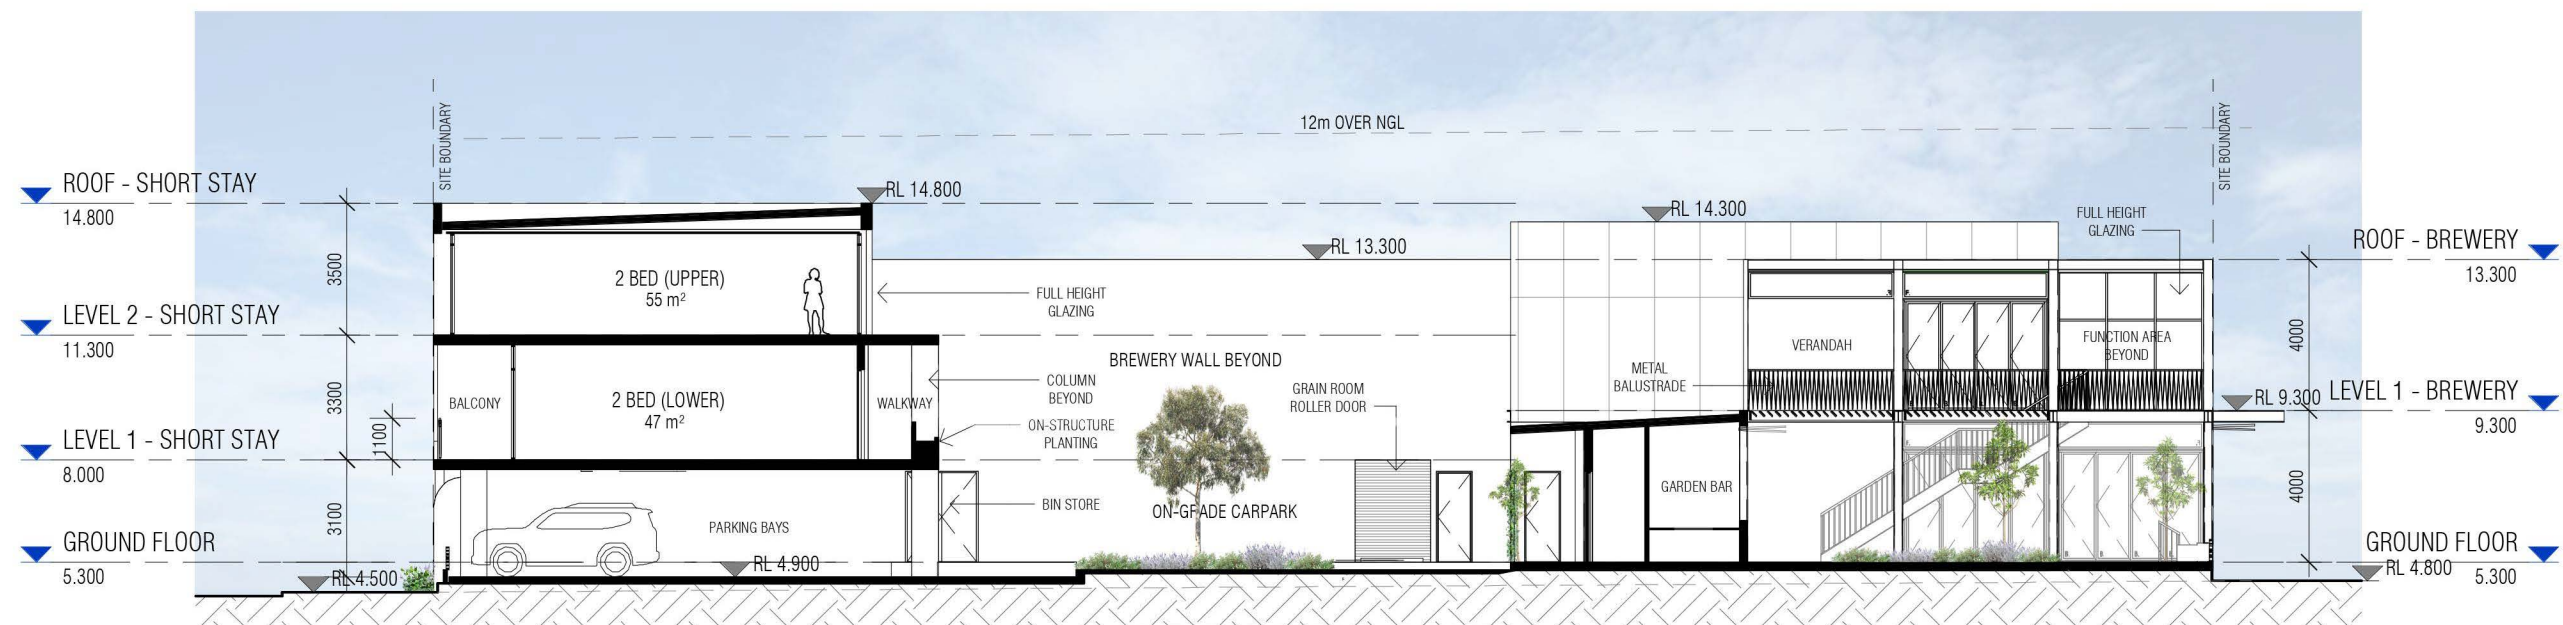 12m OVER NGL
SITE BOUNDARY
SITE BOUNDARY
ROOF - SHORT STAY
14.800
LEVEL 2 - SHORT STAY
11.300
LEVEL 1 - SHORT STAY
8.000
GROUND FLOOR
5.300
3500
3300
1100
3100
RL 4.500
RL 14.800
2 BED (UPPER)
55 m²
BALCONY
2 BED (LOWER)
47 m²
WALKWAY
PARKING BAYS
RL 4.900
FULL HEIGHT
GLAZING
COLUMN
BEYOND
ON-STRUCTURE
PLANTING
BIN STORE
RL 13.300
BREWERY WALL BEYOND
GRAIN ROOM
ROLLER DOOR
ON-GRADE CARPARK
RL 14.300
METAL
BALUSTRADE
GARDEN BAR
VERANDAH
FULL HEIGHT
GLAZING
FUNCTION AREA
BEYOND
RL 9.300
4000
4000
ROOF - BREWERY
13.300
LEVEL 1 - BREWERY
9.300
GROUND FLOOR
5.300
RL 4.800